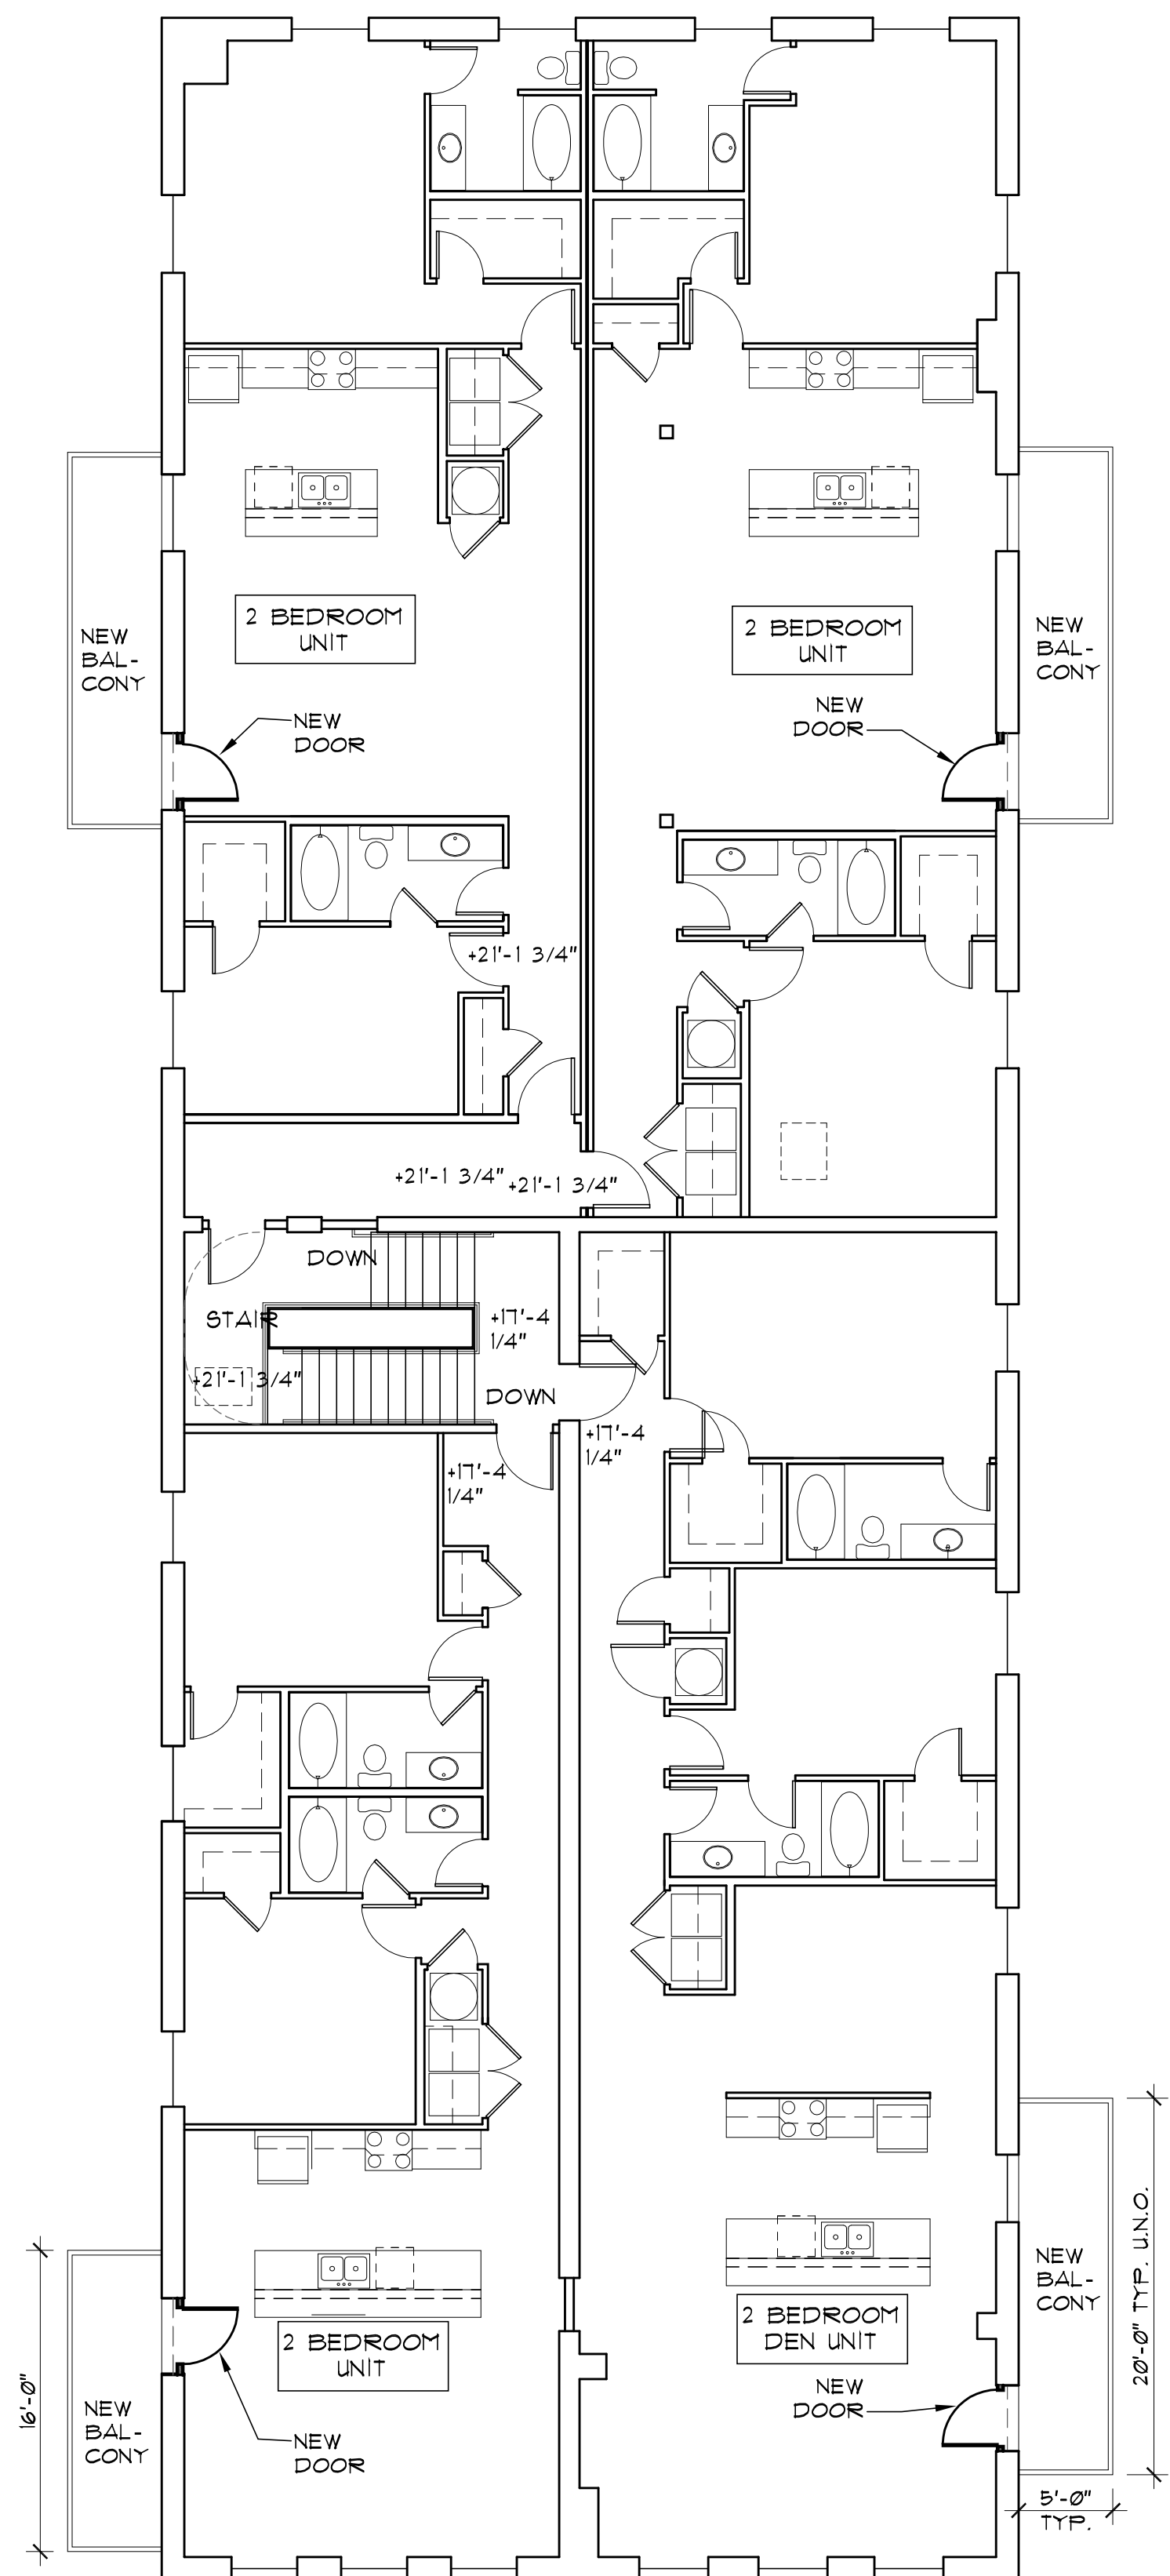 2 BEDROOM
UNIT
2 BEDROOM
UNIT
NEW
BAL-
CONY
NEW
BAL-
CONY
NEW
DOOR
NEW
DOOR
+21'-1 3/4"
+21'-1 3/4"
+21'-1 3/4"
DOWN
STAIR
+17'-4
1/4"
+21'-1 3/4"
DOWN
+17'-4
1/4"
+17'-4
1/4"
20'-0" TYP. U.N.O.
NEW
BAL-
CONY
2 BEDROOM
DEN UNIT
2 BEDROOM
UNIT
NEW
DOOR
16'-0"
NEW
BAL-
CONY
NEW
DOOR
5'-0"
TYP.